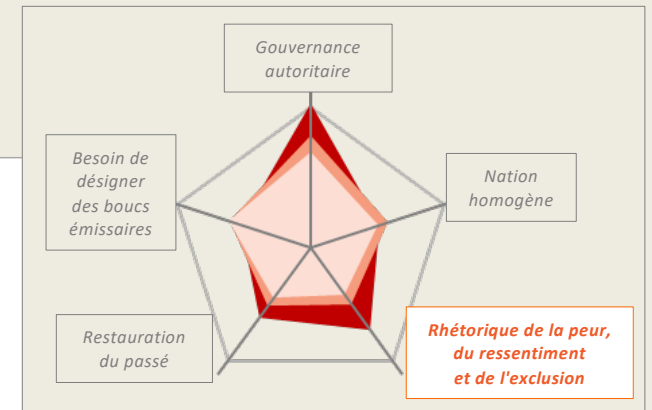 Gouvernance
autoritaire
Besoin de
désigner
des boucs
émissaires
Nation
homogène
Restauration
du passé
Rhétorique de la peur,
du ressentiment
et de l'exclusion